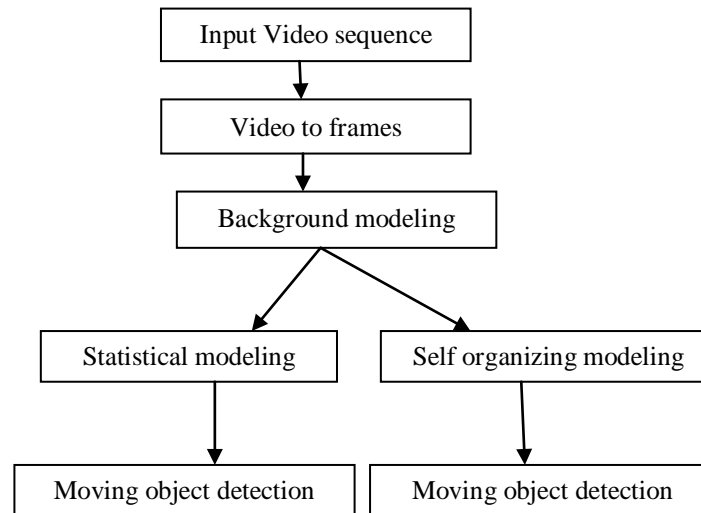 Input Video sequence
Video to frames
Background modeling
Statistical modeling
Self organizing modeling
Moving object detection
Moving object detection